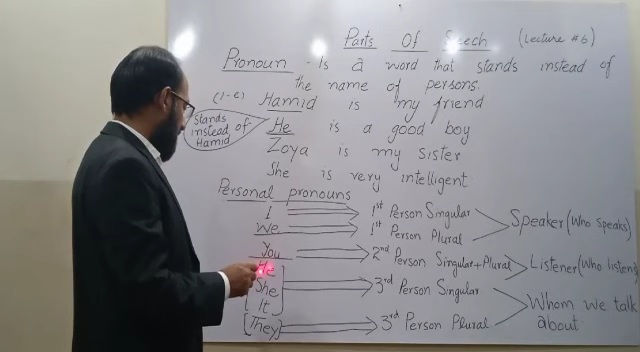 Parts Of Speech (Lecture #6)
Pronoun - Is a word that stands instead of
the name of persons.
(i-e) Hamid is my friend
Stands instead of Hamid
He is a good boy
Zoya is my Sister
She is very intelligent
Personal pronouns
I 1st Person Singular
We 1st Person Plural
Speaker (Who speaks)
You 2nd Person Singular+Plural
Listener (Who listens)
He
She 3rd Person Singular
It
They 3rd Person Plural
Whom we talk
about